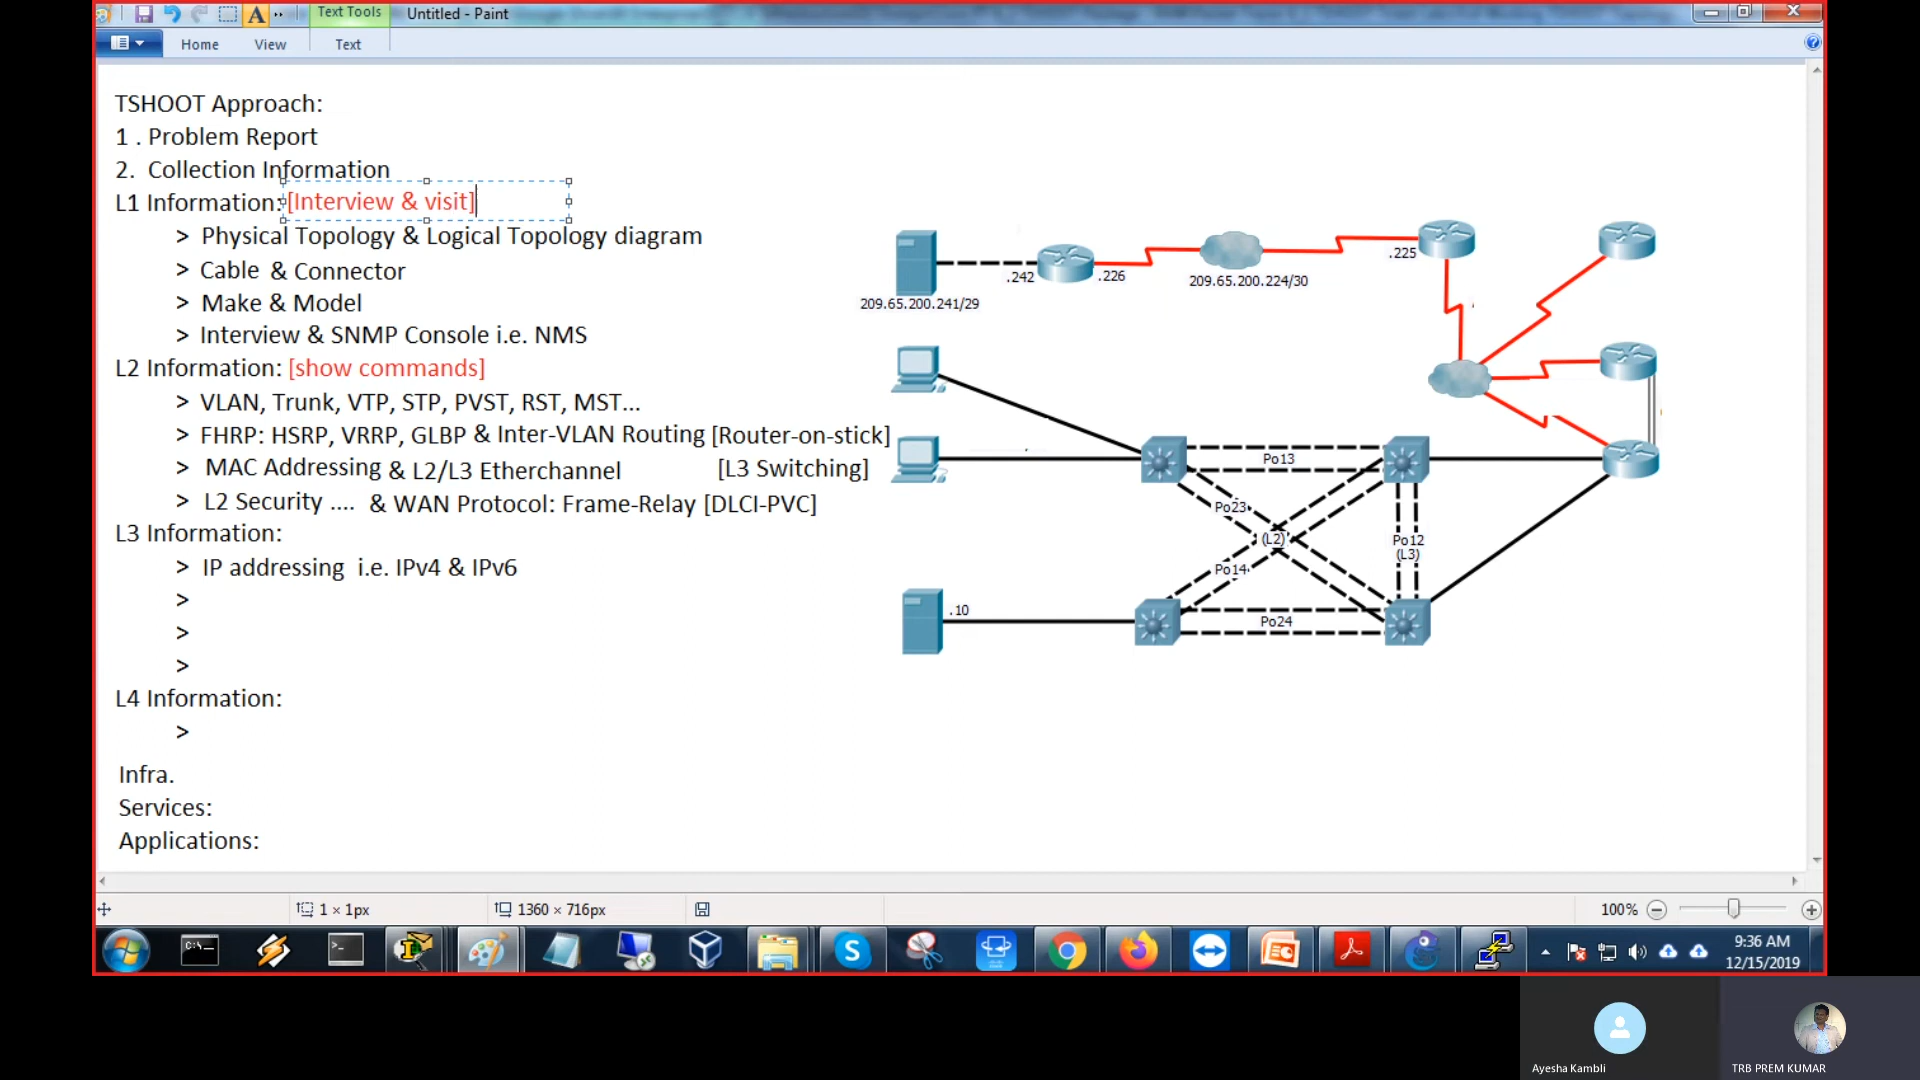 Text Tools
Untitled - Paint
Home
View
Text
TSHOOT Approach:
1 . Problem Report
2. Collection Information
L1 Information: [Interview & visit]
> Physical Topology & Logical Topology diagram
> Cable & Connector
> Make & Model
> Interview & SNMP Console i.e. NMS
L2 Information: [show commands]
> VLAN, Trunk, VTP, STP, PVST, RST, MST...
> FHRP: HSRP, VRRP, GLBP & Inter-VLAN Routing [Router-on-stick]
> MAC Addressing & L2/L3 Etherchannel [L3 Switching]
> L2 Security .... & WAN Protocol: Frame-Relay [DLCI-PVC]
L3 Information:
> IP addressing i.e. IPv4 & IPv6
>
>
>
L4 Information:
>
Infra.
Services:
Applications:
.242
.226
.225
209.65.200.224/30
209.65.200.241/29
Po13
Po23
(L2)
Po12
(L3)
Po14
.10
Po24
1 × 1px
1360 × 716px
100%
C:\
9:36 AM
12/15/2019
Ayesha Kambli
TRB PREM KUMAR